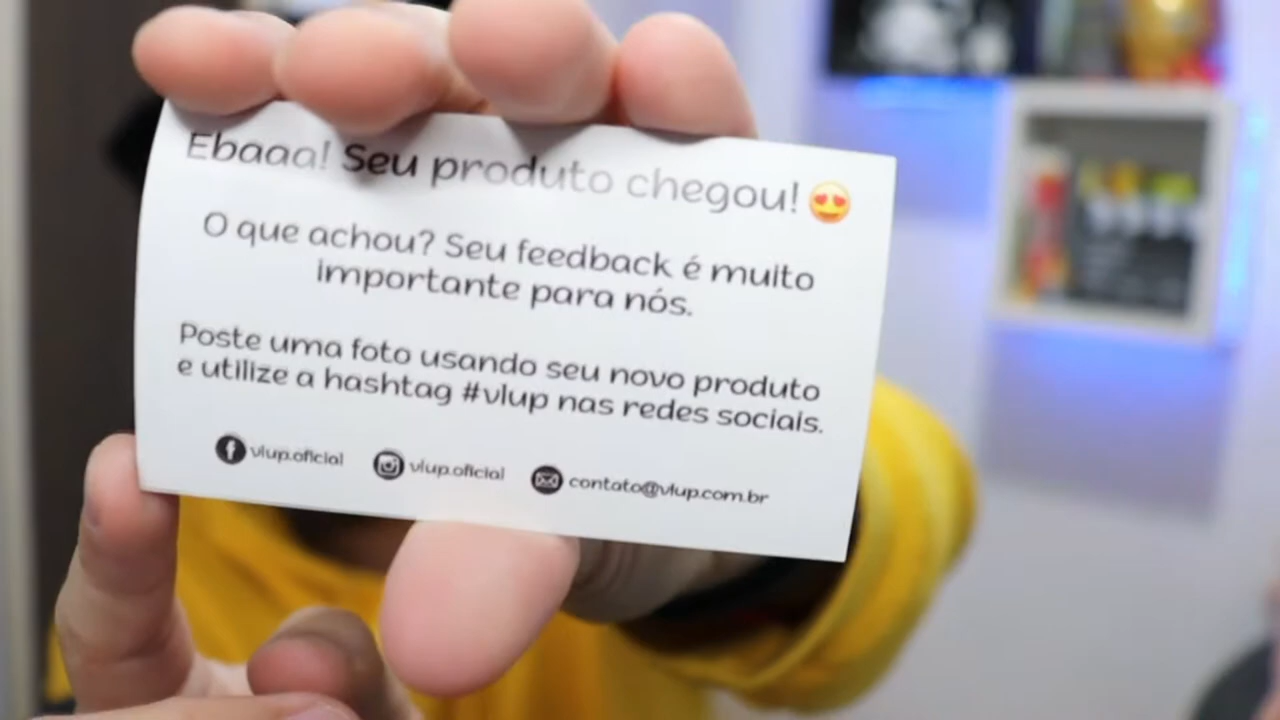 Ebaaa! Seu produto chegou! 😍
O que achou? Seu feedback é muito
importante para nós.
Poste uma foto usando seu novo produto
e utilize a hashtag #vlup nas redes sociais.
vlup.oficial vlup.oficial contato@vlup.com.br